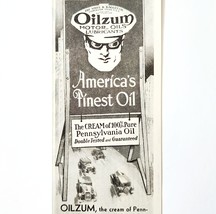 Oilzum
MOTOR OILS
LUBRICANTS
America's
Finest Oil
The CREAM of 100% Pure
Pennsylvania Oil
Double Tested and Guaranteed
OILZUM, the cream of Penn-